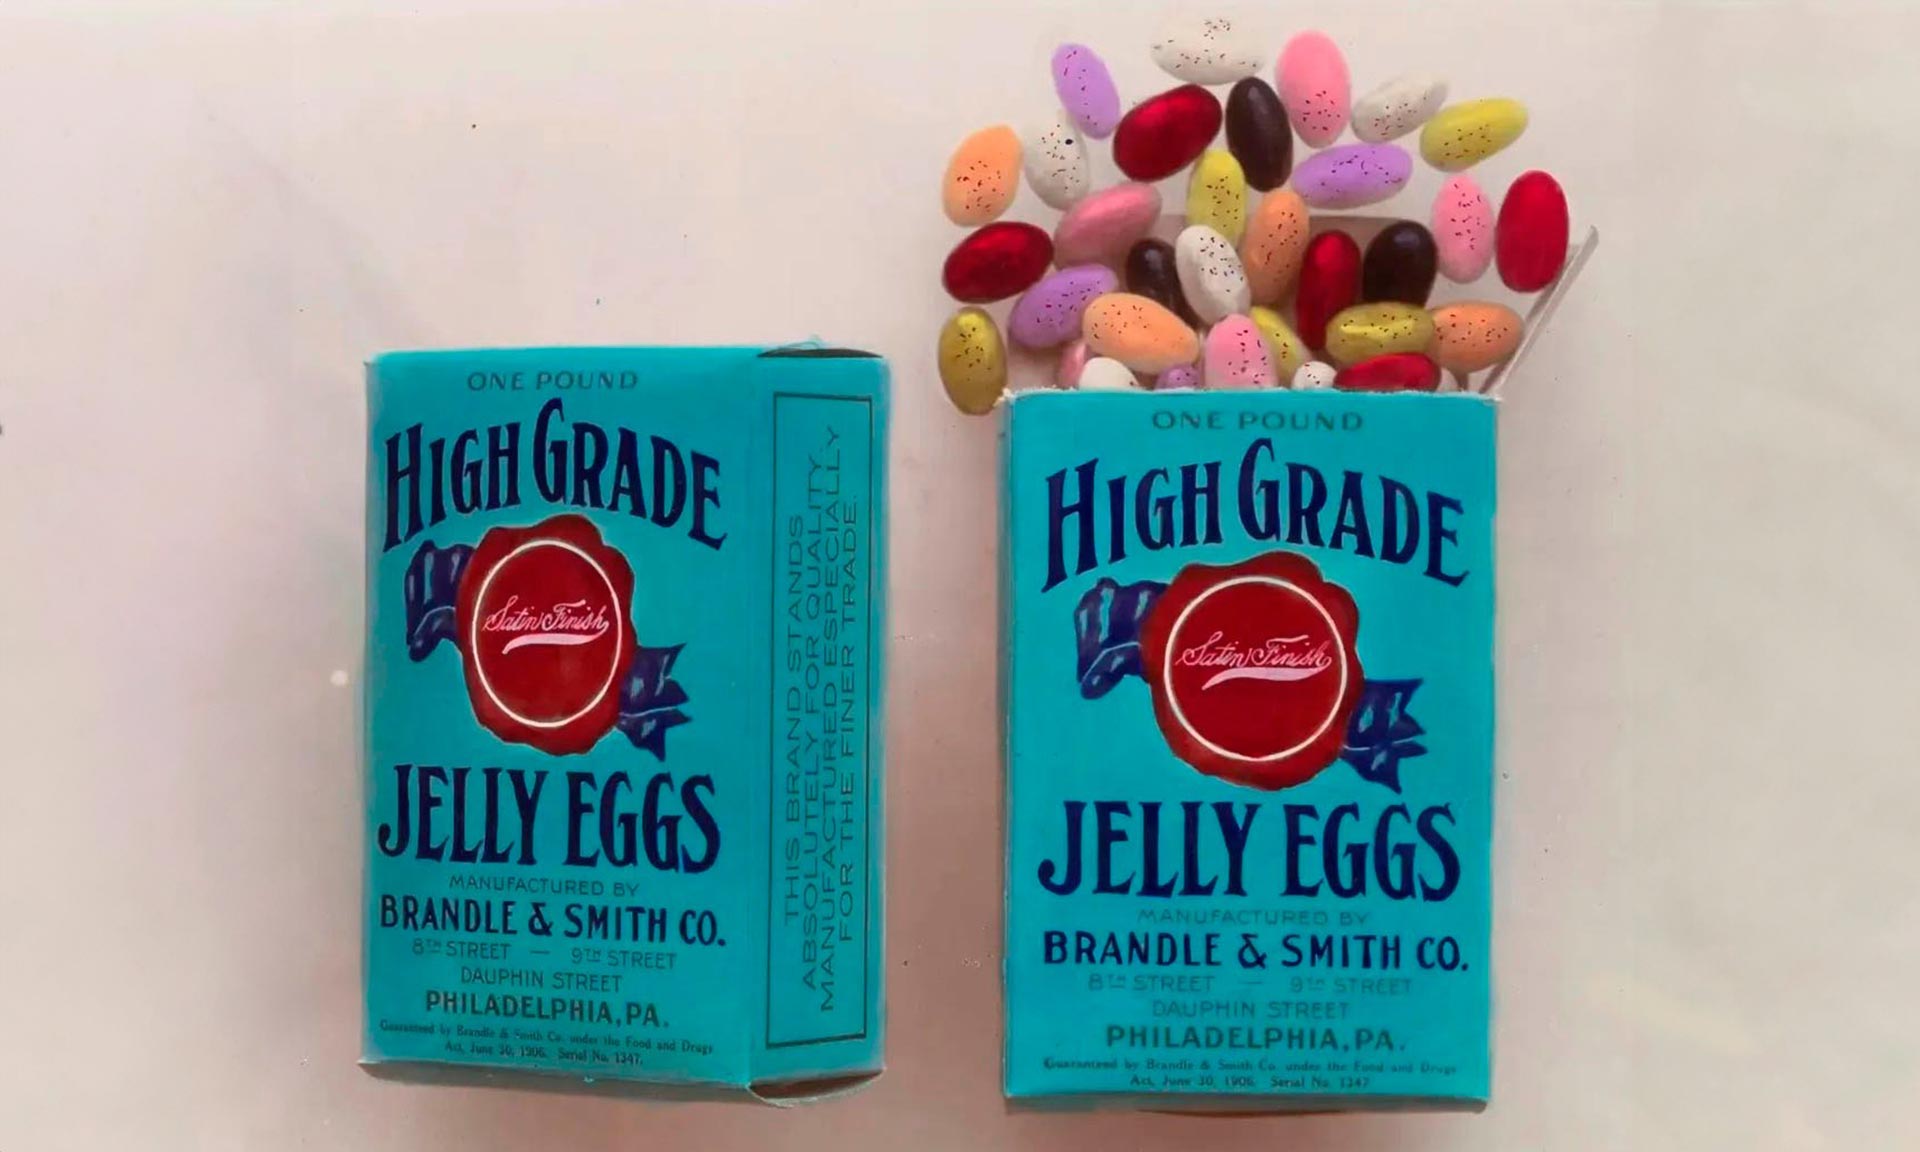 ONE POUND
HIGH GRADE
Satin Finish
JELLY EGGS
MANUFACTURED BY
BRANDLE & SMITH CO.
8TH STREET — 9TH STREET
DAUPHIN STREET
PHILADELPHIA, PA.
Guaranteed by Brandle & Smith Co. under the Food and Drugs
Act, June 30, 1906. Serial No. 1347.
THIS BRAND STANDS
ABSOLUTELY FOR QUALITY.
MANUFACTURED ESPECIALLY
FOR THE FINER TRADE.
ONE POUND
HIGH GRADE
Satin Finish
JELLY EGGS
MANUFACTURED BY
BRANDLE & SMITH CO.
8TH STREET — 9TH STREET
DAUPHIN STREET
PHILADELPHIA, PA.
Guaranteed by Brandle & Smith Co. under the Food and Drugs
Act, June 30, 1906. Serial No. 1347